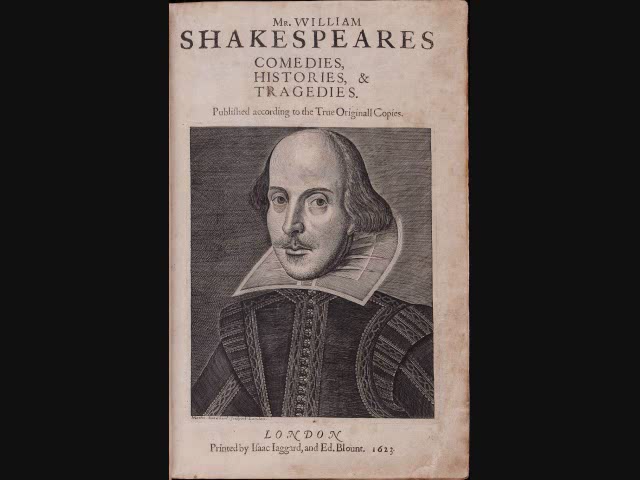 Mr. WILLIAM
SHAKESPEARES
COMEDIES,
HISTORIES, &
TRAGEDIES.
Publiſhed according to the True Originall Copies.
LONDON
Printed by Iſaac Iaggard, and Ed. Blount. 1623